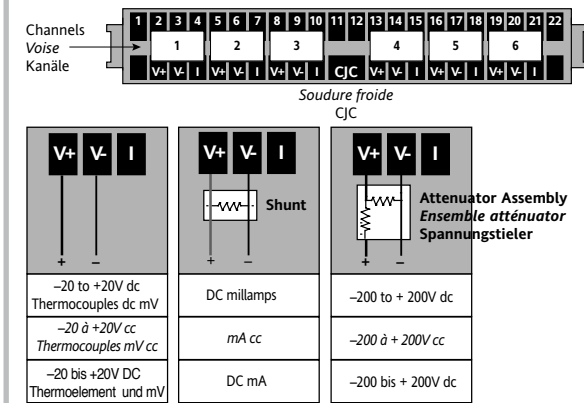 1 2 3 4 5 6 7 8 9 10 11 12 13 14 15 16 17 18 19 20 21 22
Channels
Voise
Kanäle
1 2 3 4 5 6
V+ V- I V+ V- I V+ V- I CJC V+ V- I V+ V- I V+ V- I
Soudure froide
CJC
V+ V- I
+ –
–20 to +20V dc
Thermocouples dc mV
–20 à +20V cc
Thermocouples mV cc
–20 bis +20V DC
Thermoelement und mV
V+ V- I
Shunt
+ –
DC millamps
mA cc
DC mA
V+ V- I
Attenuator Assembly
Ensemble atténuator
Spannungstieler
+ –
–200 to + 200V dc
–200 à + 200V cc
–200 bis + 200V dc